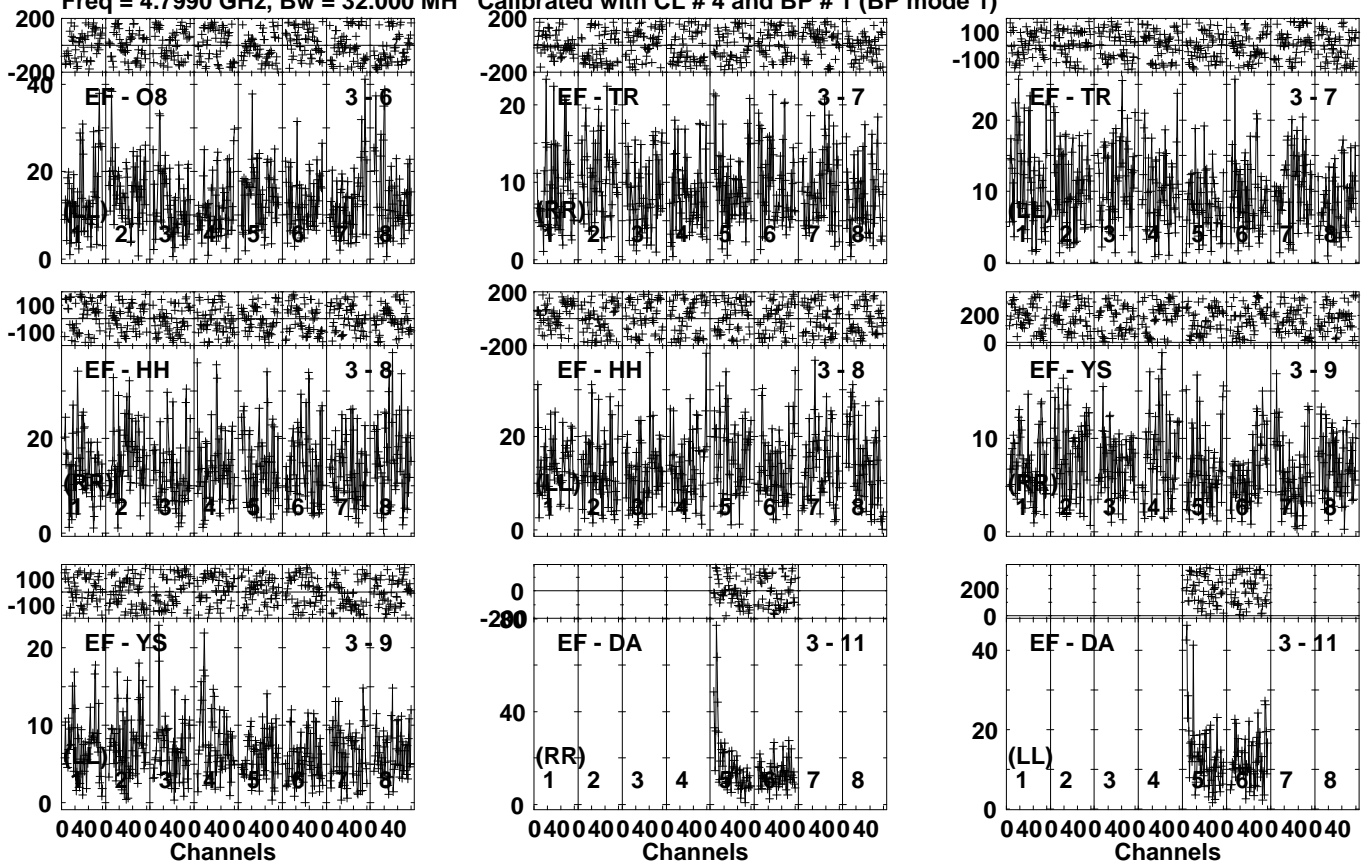 Freq = 4.7990 GHz, Bw = 32.000 MH Calibrated with CL # 4 and BP # 1 (BP mode 1)
200
-200
40
20
0
EF - O8 3 - 6
(LL)
1 2 3 4 5 6 7 8
200
-200
20
10
0
EF - TR 3 - 7
(RR)
1 2 3 4 5 6 7 8
100
-100
20
10
0
EF - TR 3 - 7
(LL)
1 2 3 4 5 6 7 8
100
-100
20
0
EF - HH 3 - 8
(RR)
1 2 3 4 5 6 7 8
200
-200
20
0
EF - HH 3 - 8
(LL)
1 2 3 4 5 6 7 8
200
0
10
0
EF - YS 3 - 9
(RR)
1 2 3 4 5 6 7 8
100
-100
20
10
0
EF - YS 3 - 9
(LL)
1 2 3 4 5 6 7 8
0 40 0 40 0 40 0 40 0 40 0 40 0 40 0 40
Channels
0
-200
80
40
0
EF - DA 3 - 11
(RR)
1 2 3 4 5 6 7 8
0 40 0 40 0 40 0 40 0 40 0 40 0 40 0 40
Channels
200
0
40
20
0
EF - DA 3 - 11
(LL)
1 2 3 4 5 6 7 8
0 40 0 40 0 40 0 40 0 40 0 40 0 40 0 40
Channels